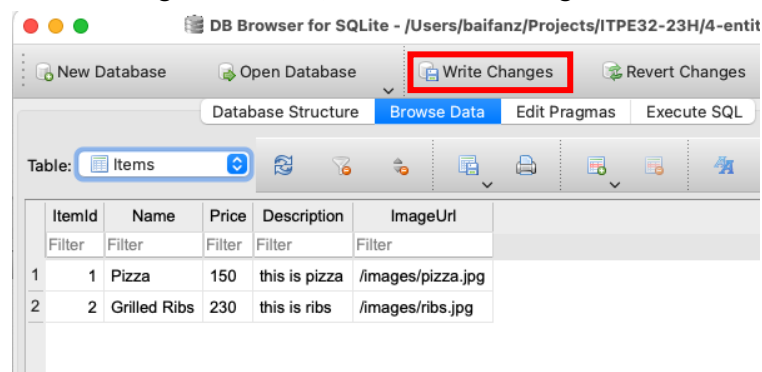 DB Browser for SQLite - /Users/baifanz/Projects/ITPE32-23H/4-entit
New Database Open Database Write Changes Revert Changes
Database Structure Browse Data Edit Pragmas Execute SQL
Table: Items
ItemId Name Price Description ImageUrl
Filter Filter Filter Filter Filter
1 1 Pizza 150 this is pizza /images/pizza.jpg
2 2 Grilled Ribs 230 this is ribs /images/ribs.jpg